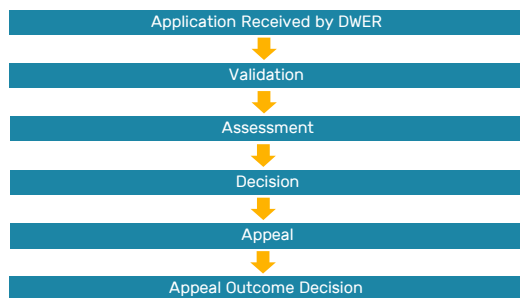 Application Received by DWER
Validation
Assessment
Decision
Appeal
Appeal Outcome Decision